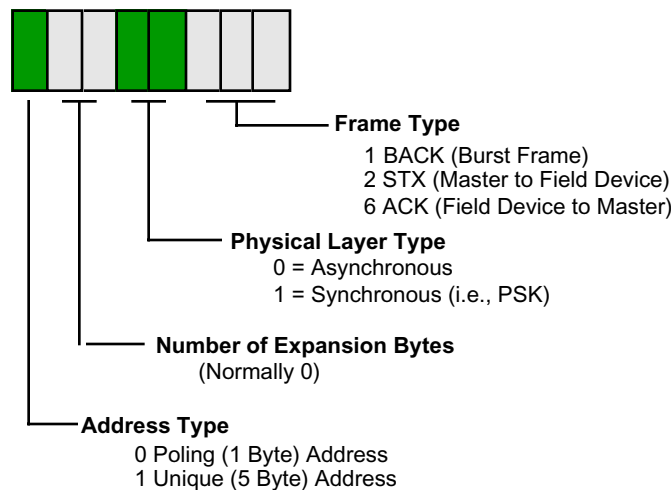 Frame Type
1 BACK (Burst Frame)
2 STX (Master to Field Device)
6 ACK (Field Device to Master)
Physical Layer Type
0 = Asynchronous
1 = Synchronous (i.e., PSK)
Number of Expansion Bytes
(Normally 0)
Address Type
0 Poling (1 Byte) Address
1 Unique (5 Byte) Address